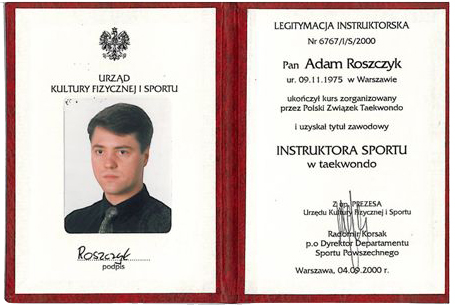 URZĄD
KULTURY FIZYCZNEJ I SPORTU
Roszczyk
podpis
LEGITYMACJA INSTRUKTORSKA
Nr 6767/I/S/2000
Pan Adam Roszczyk
ur. 09.11.1975 w Warszawie
ukończył kurs zorganizowany
przez Polski Związek Taekwondo
i uzyskał tytuł zawodowy
INSTRUKTORA SPORTU
w taekwondo
Z up. PREZESA
Urzędu Kultury Fizycznej i Sportu
Radomir Korsak
p.o Dyrektor Departamentu
Sportu Powszechnego
Warszawa, 04.09.2000 r.